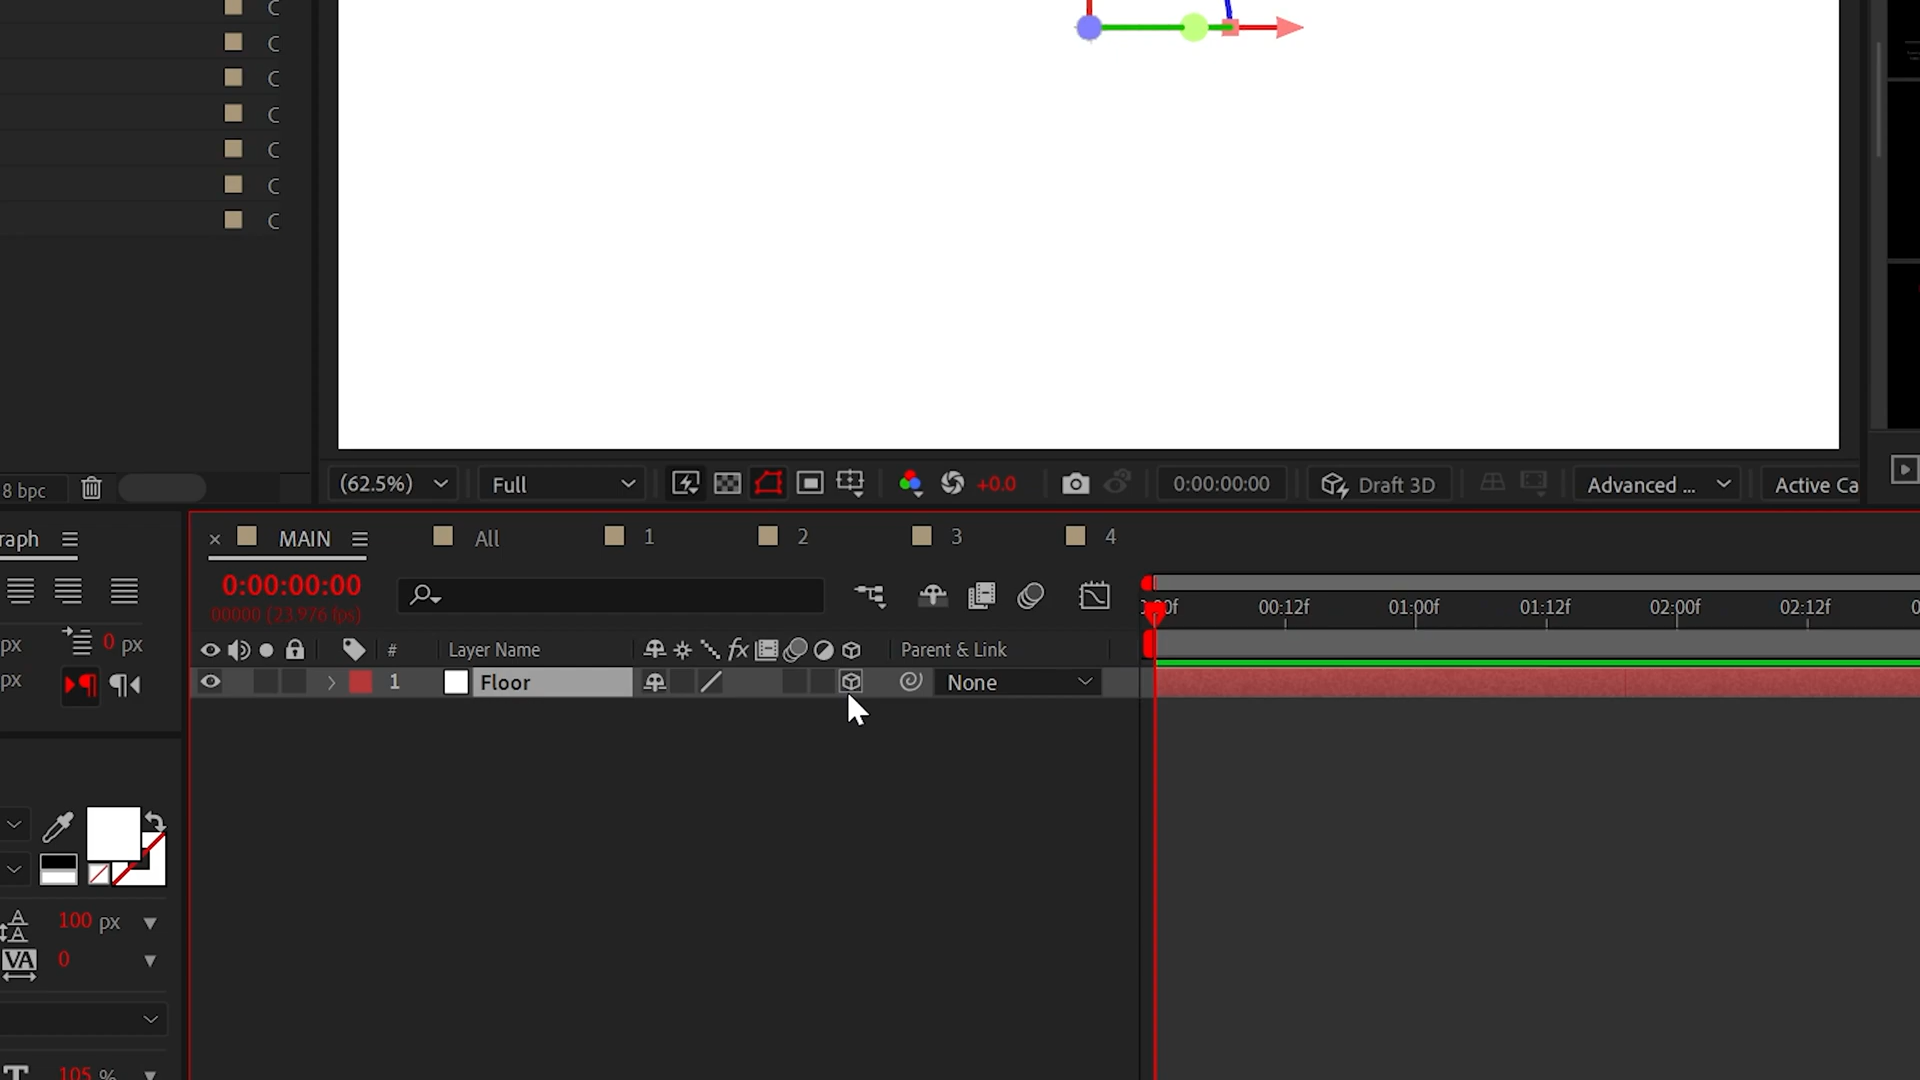 C
C
C
C
C
C
C
8 bpc
(62.5%)
Full
+0.0
0:00:00:00
Draft 3D
Advanced ...
Active Ca
raph
MAIN
All
1
2
3
4
0:00:00:00
00000 (23.976 fps)
:00f
00:12f
01:00f
01:12f
02:00f
02:12f
0
px
0 px
#
Layer Name
fx
Parent & Link
px
1
Floor
None
100 px
VA
0
105 %